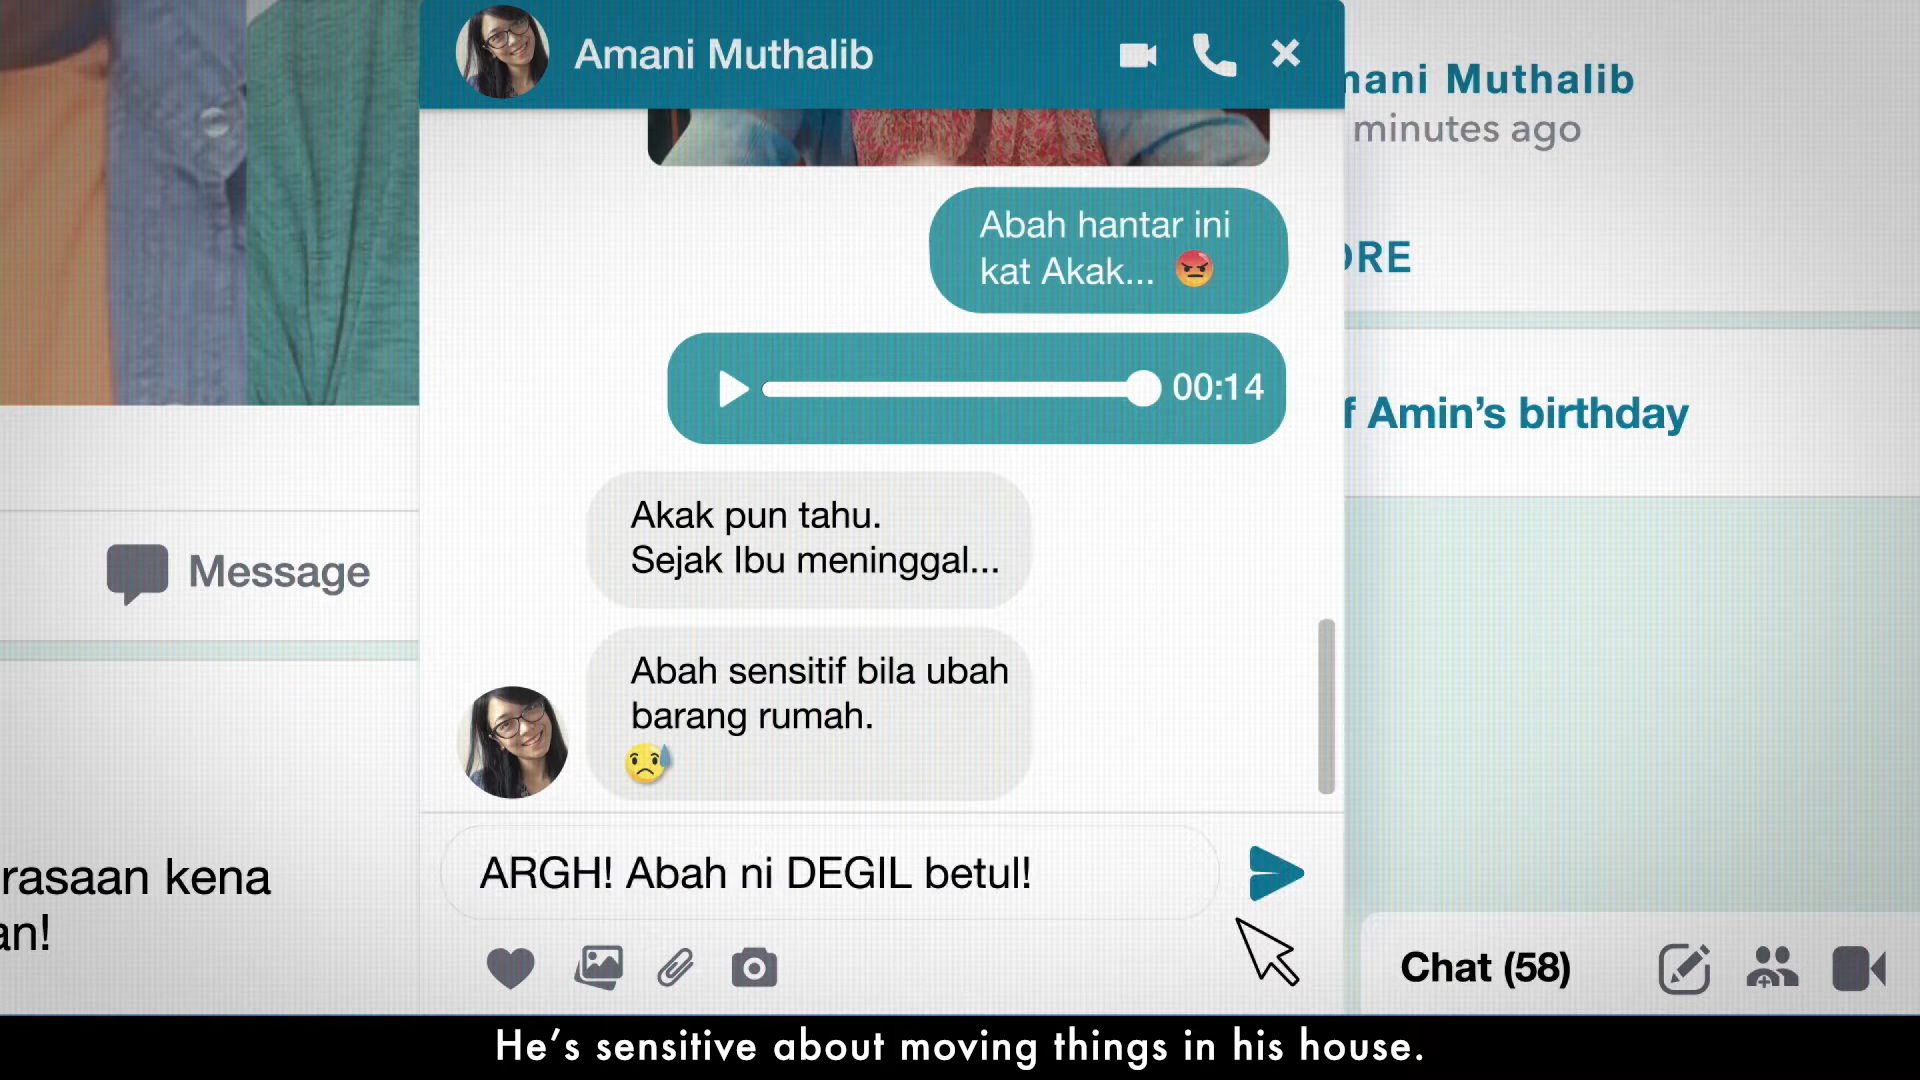 Amani Muthalib
mani Muthalib
minutes ago
Abah hantar ini
kat Akak... 😡
ORE
00:14
f Amin's birthday
Akak pun tahu.
Sejak Ibu meninggal...
Message
Abah sensitif bila ubah
barang rumah.
😥
ARGH! Abah ni DEGIL betul!
rasaan kena
an!
Chat (58)
He's sensitive about moving things in his house.